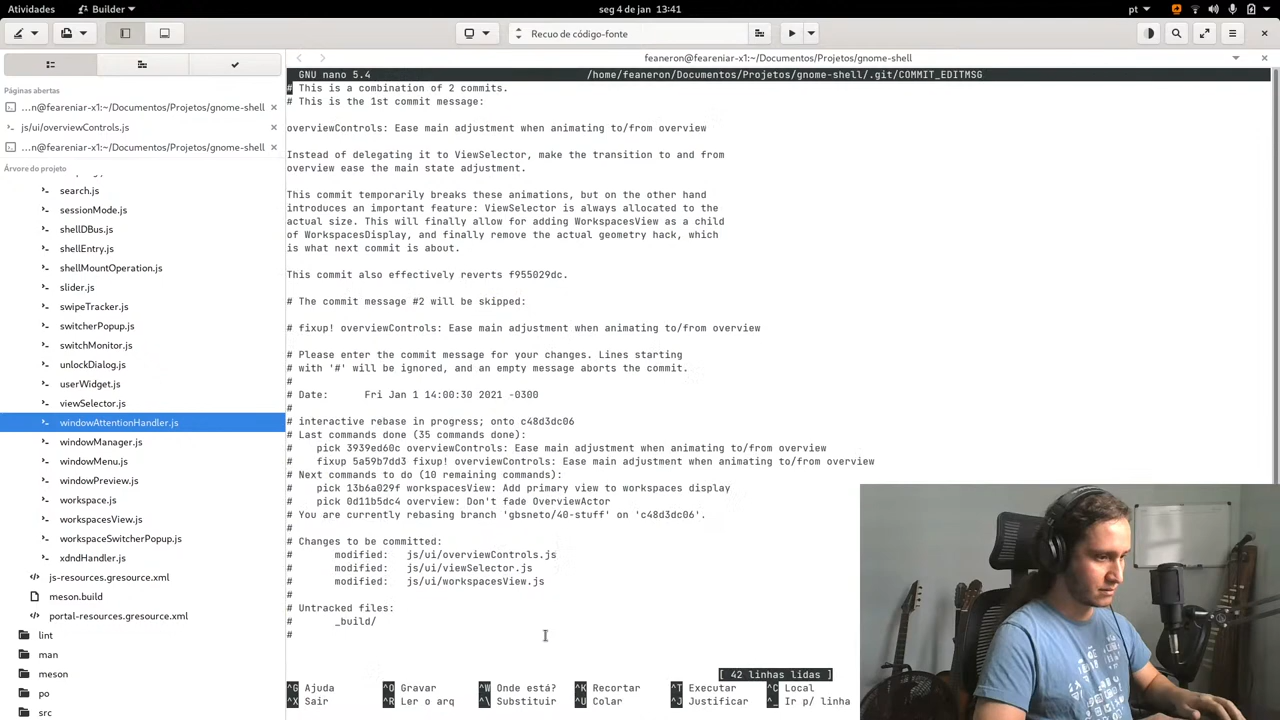 Atividades
Builder
seg 4 de jan  13:41
pt
Recuo de código-fonte
feaneron@feareniar-x1:~/Documentos/Projetos/gnome-shell
Páginas abertas
…n@feareniar-x1:~/Documentos/Projetos/gnome-shell
js/ui/overviewControls.js
…n@feareniar-x1:~/Documentos/Projetos/gnome-shell
Árvore do projeto
search.js
sessionMode.js
shellDBus.js
shellEntry.js
shellMountOperation.js
slider.js
swipeTracker.js
switcherPopup.js
switchMonitor.js
unlockDialog.js
userWidget.js
viewSelector.js
windowAttentionHandler.js
windowManager.js
windowMenu.js
windowPreview.js
workspace.js
workspacesView.js
workspaceSwitcherPopup.js
xdndHandler.js
js-resources.gresource.xml
meson.build
portal-resources.gresource.xml
lint
man
meson
po
src
GNU nano 5.4 /home/feaneron/Documentos/Projetos/gnome-shell/.git/COMMIT_EDITMSG
# This is a combination of 2 commits.
# This is the 1st commit message:
overviewControls: Ease main adjustment when animating to/from overview
Instead of delegating it to ViewSelector, make the transition to and from
overview ease the main state adjustment.
This commit temporarily breaks these animations, but on the other hand
introduces an important feature: ViewSelector is always allocated to the
actual size. This will finally allow for adding WorkspacesView as a child
of WorkspacesDisplay, and finally remove the actual geometry hack, which
is what next commit is about.
This commit also effectively reverts f955029dc.
# The commit message #2 will be skipped:
# fixup! overviewControls: Ease main adjustment when animating to/from overview
# Please enter the commit message for your changes. Lines starting
# with '#' will be ignored, and an empty message aborts the commit.
#
# Date:      Fri Jan 1 14:00:30 2021 -0300
#
# interactive rebase in progress; onto c48d3dc06
# Last commands done (35 commands done):
#    pick 3939ed60c overviewControls: Ease main adjustment when animating to/from overview
#    fixup 5a59b7dd3 fixup! overviewControls: Ease main adjustment when animating to/from overview
# Next commands to do (10 remaining commands):
#    pick 13b6a029f workspacesView: Add primary view to workspaces display
#    pick 0d11b5dc4 overview: Don't fade OverviewActor
# You are currently rebasing branch 'gbsneto/40-stuff' on 'c48d3dc06'.
#
# Changes to be committed:
#       modified:   js/ui/overviewControls.js
#       modified:   js/ui/viewSelector.js
#       modified:   js/ui/workspacesView.js
#
# Untracked files:
#       _build/
#
[ 42 linhas lidas ]
^G Ajuda ^O Gravar ^W Onde está? ^K Recortar ^T Executar ^C Local
^X Sair ^R Ler o arq ^\ Substituir ^U Colar ^J Justificar ^_ Ir p/ linha